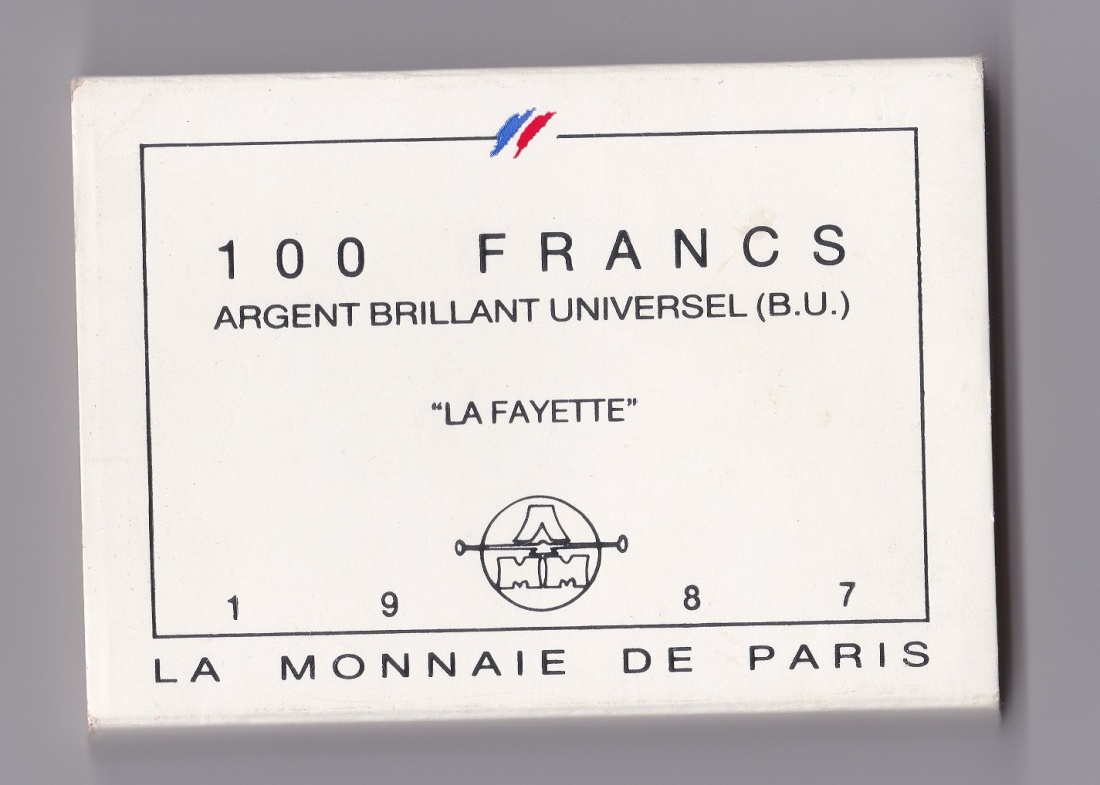 100 FRANCS
ARGENT BRILLANT UNIVERSEL (B.U.)
“LA FAYETTE”
1 9 8 7
LA MONNAIE DE PARIS